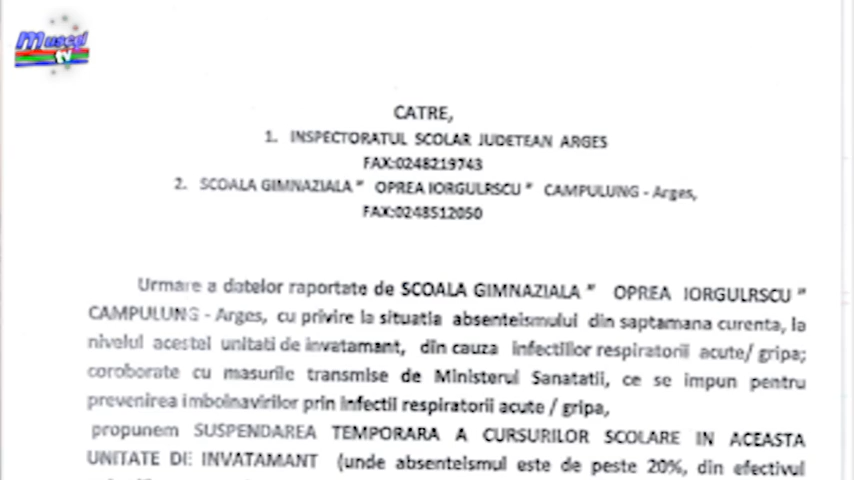 muscel
tv
CATRE,
1. INSPECTORATUL SCOLAR JUDETEAN ARGES
FAX:0248219743
2. SCOALA GIMNAZIALA " OPREA IORGULRSCU " CAMPULUNG - Arges,
FAX:0248512050
Urmare a datelor raportate de SCOALA GIMNAZIALA " OPREA IORGULRSCU "
CAMPULUNG - Arges, cu privire la situatia absenteismului din saptamana curenta, la
nivelul acestei unitati de invatamant, din cauza infectiilor respiratorii acute/ gripa;
coroborate cu masurile transmise de Ministerul Sanatatii, ce se impun pentru
prevenirea imbolnavirilor prin infectii respiratorii acute / gripa,
propunem SUSPENDAREA TEMPORARA A CURSURILOR SCOLARE IN ACEASTA
UNITATE DE INVATAMANT (unde absenteismul este de peste 20%, din efectivul